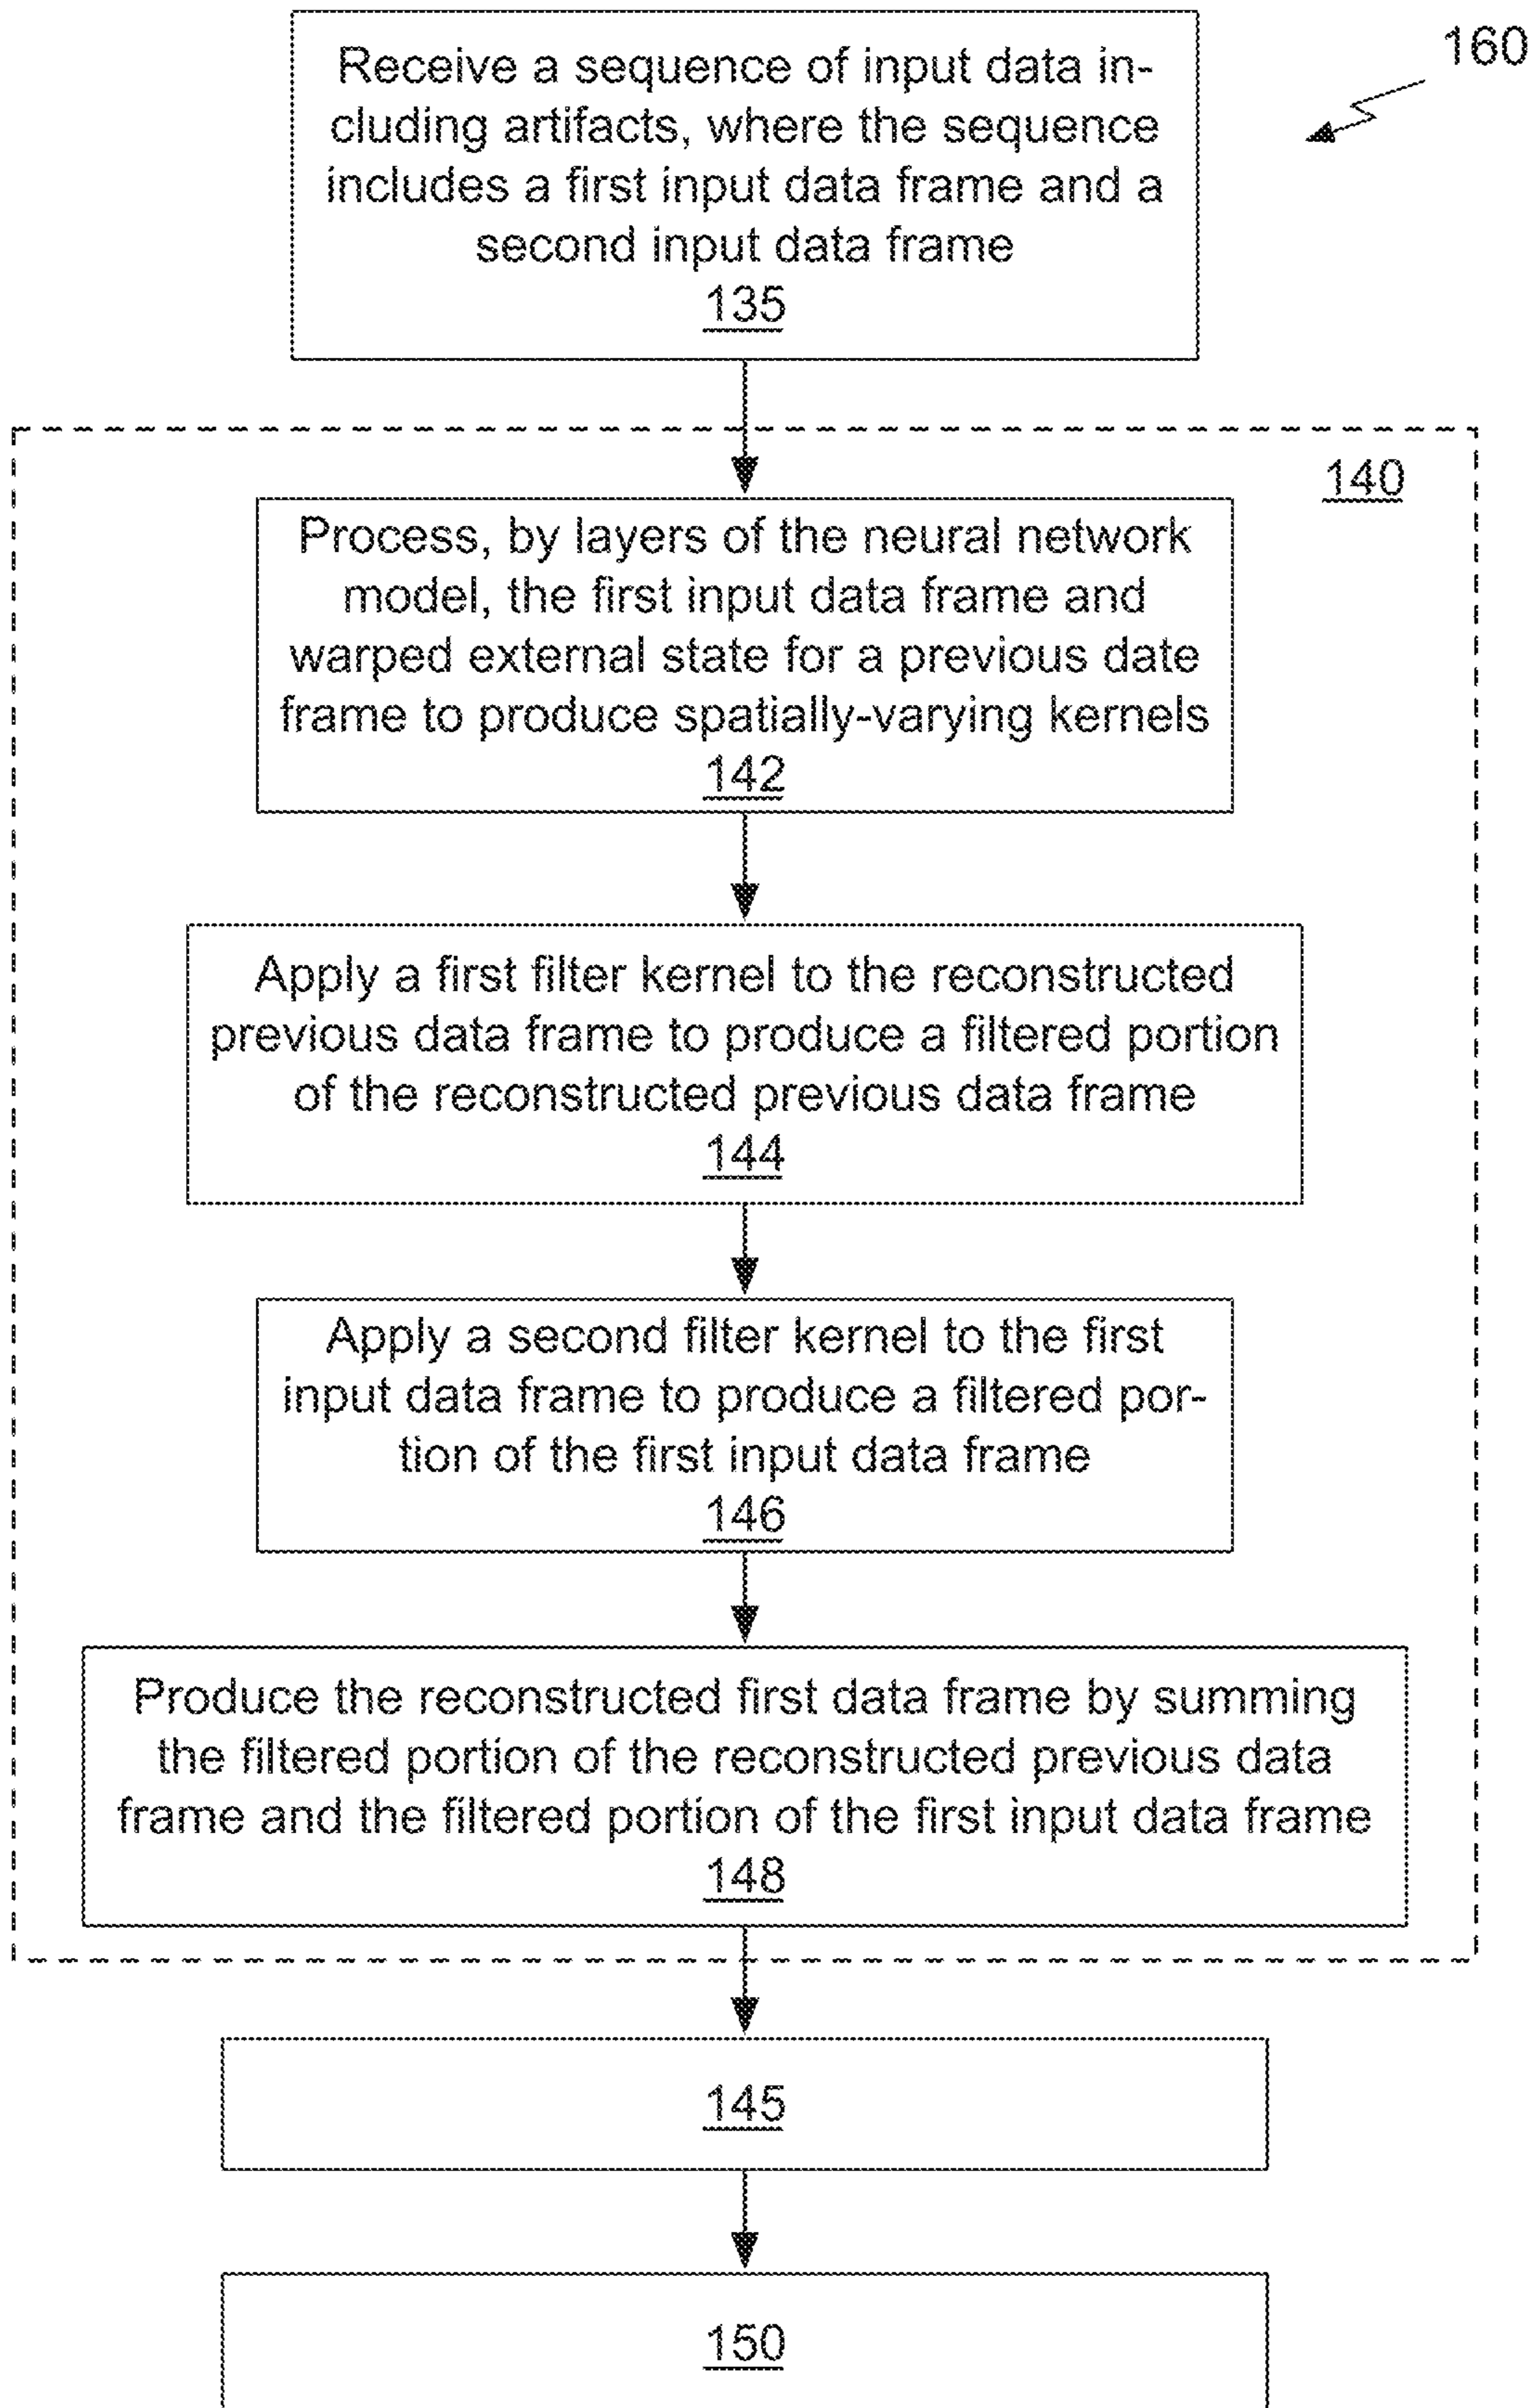 160
Receive a sequence of input data in-
cluding artifacts, where the sequence
includes a first input data frame and a
second input data frame
135
140
Process, by layers of the neural network
model, the first input data frame and
warped external state for a previous date
frame to produce spatially-varying kernels
142
Apply a first filter kernel to the reconstructed
previous data frame to produce a filtered portion
of the reconstructed previous data frame
144
Apply a second filter kernel to the first
input data frame to produce a filtered por-
tion of the first input data frame
146
Produce the reconstructed first data frame by summing
the filtered portion of the reconstructed previous data
frame and the filtered portion of the first input data frame
148
145
150